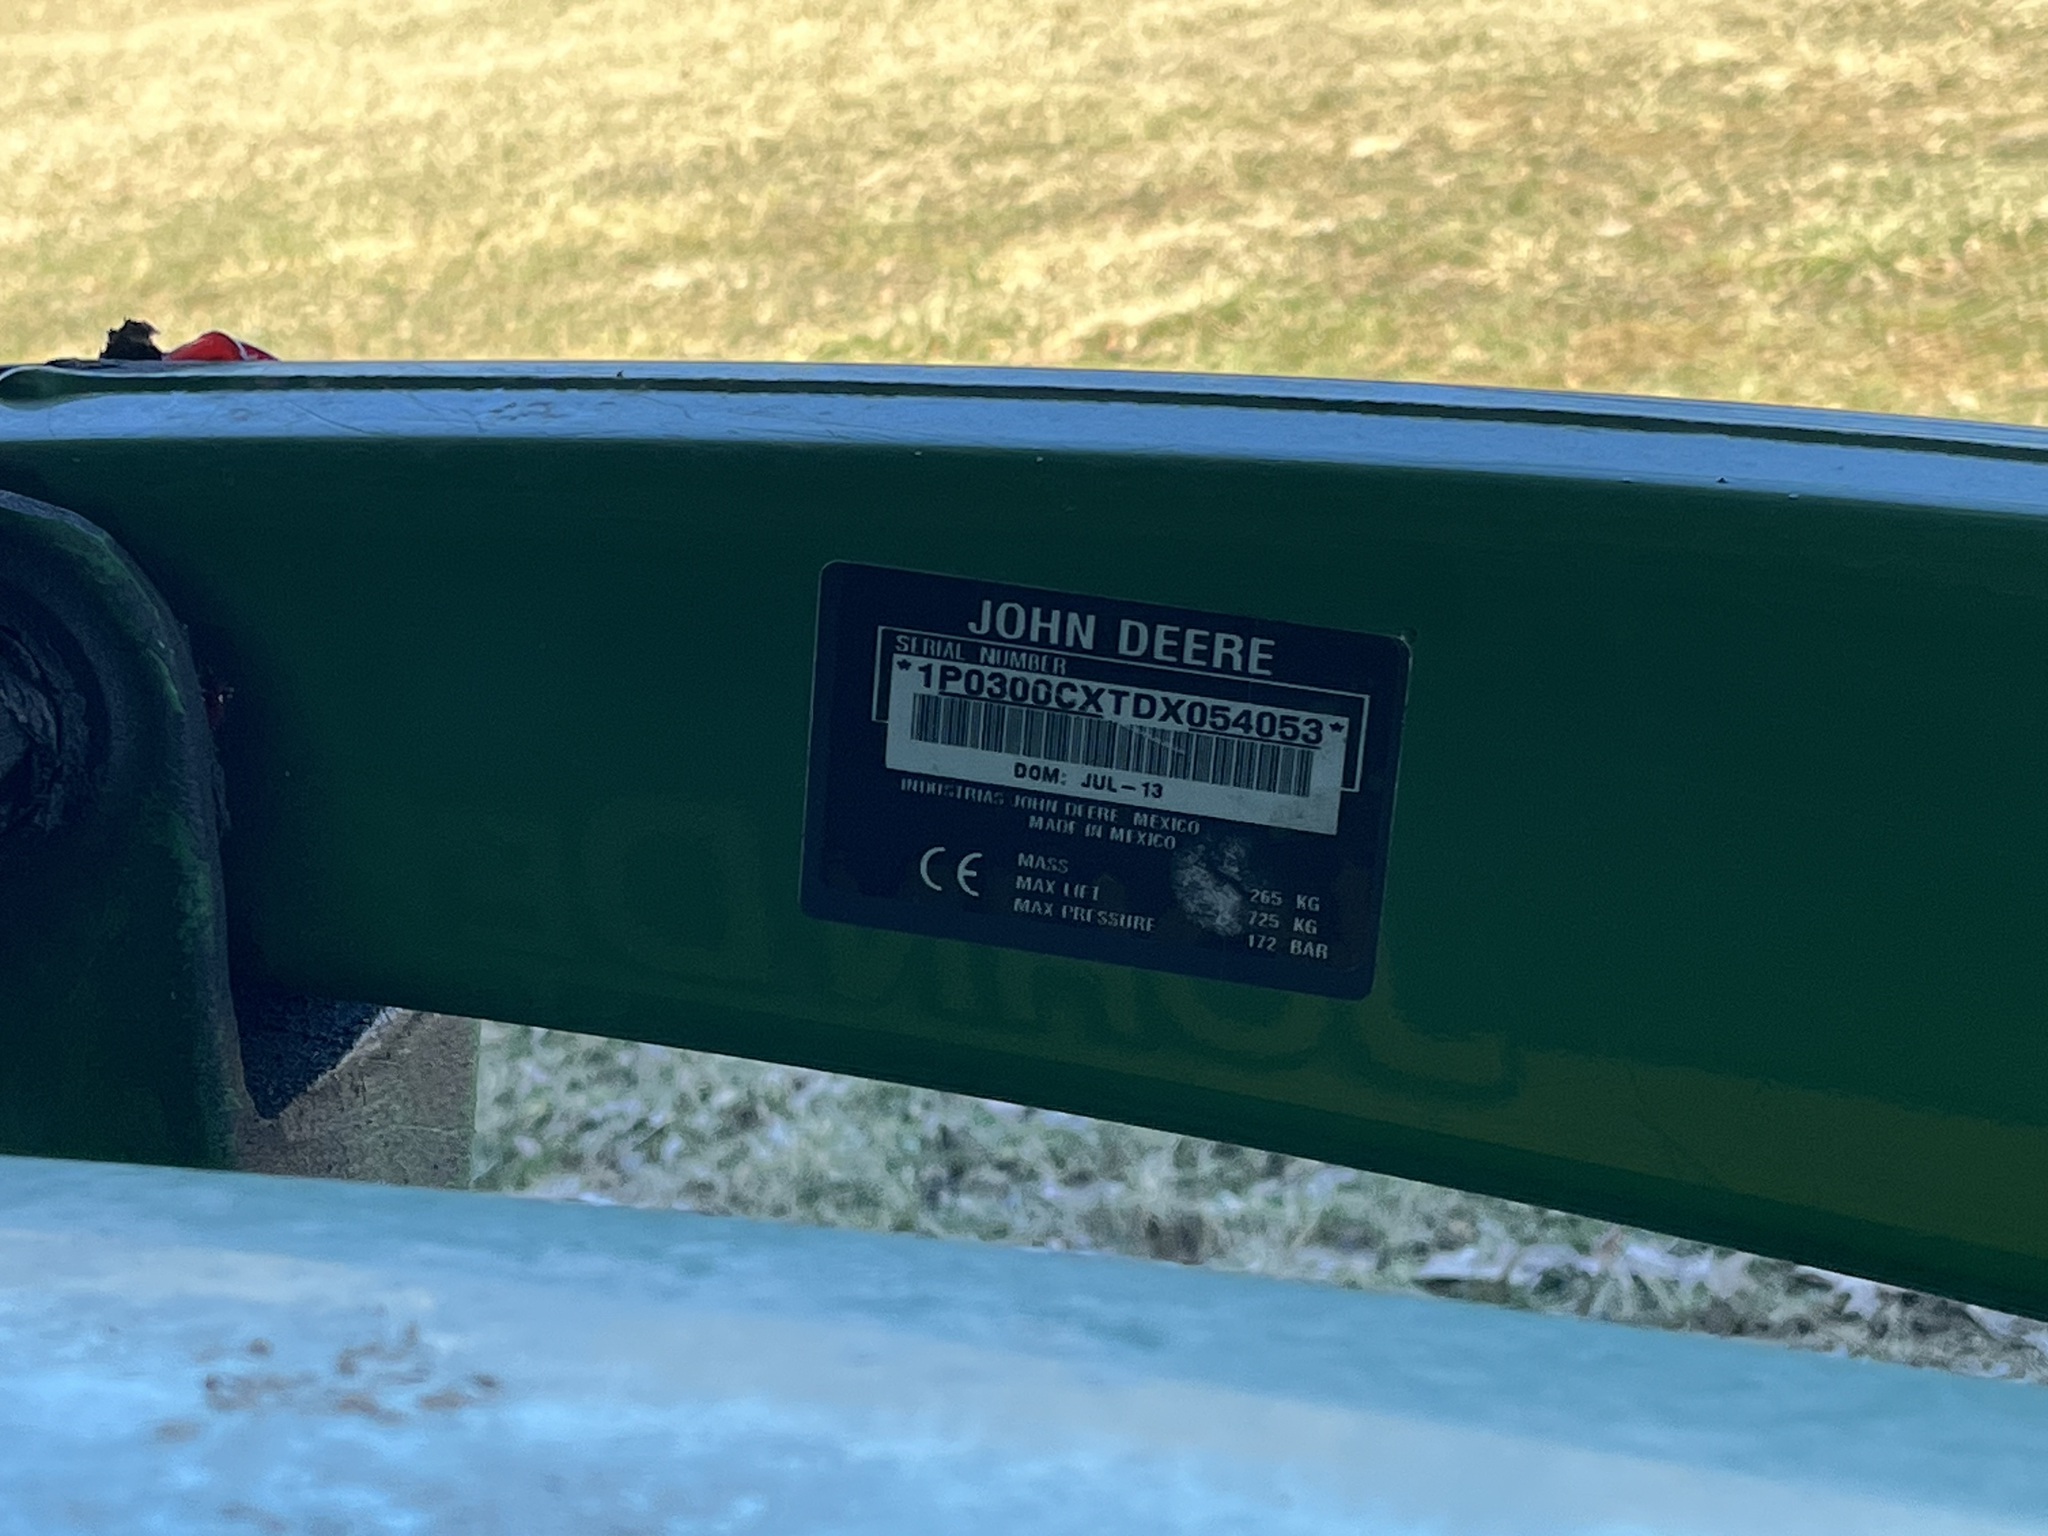 JOHN DEERE
SERIAL NUMBER
*1P0300CXTDX054053*
DOM: JUL-13
INDUSTRIAS JOHN DEERE MEXICO
MADE IN MEXICO
CE
MASS 265 KG
MAX LIFT 725 KG
MAX PRESSURE 172 BAR